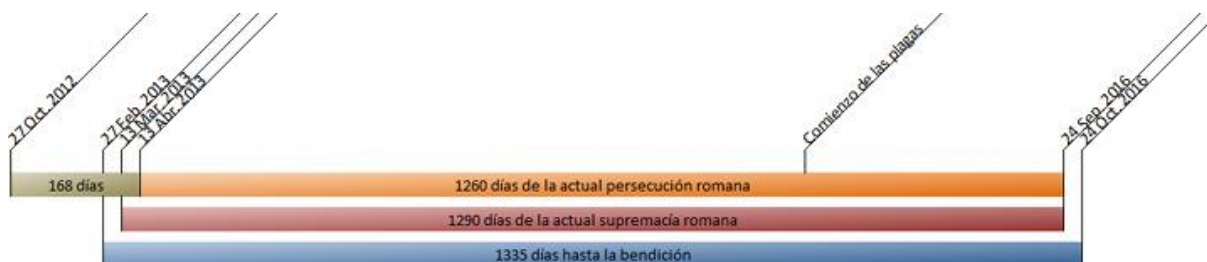 27 Oct. 2012
27 Feb. 2013
13 Mar. 2013
13 Abr. 2013
Comienzo de las plagas
24 Sep. 2016
24 Oct. 2016
168 días
1260 días de la actual persecución romana
1290 días de la actual supremacía romana
1335 días hasta la bendición